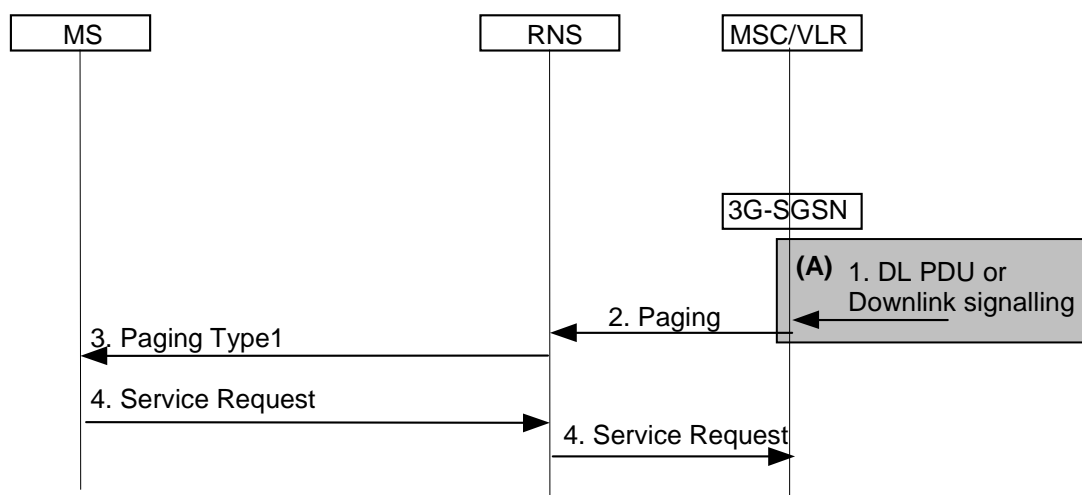 MS
RNS
MSC/VLR
3G-SGSN
(A)
1. DL PDU or
Downlink signalling
2. Paging
3. Paging Type1
4. Service Request
4. Service Request